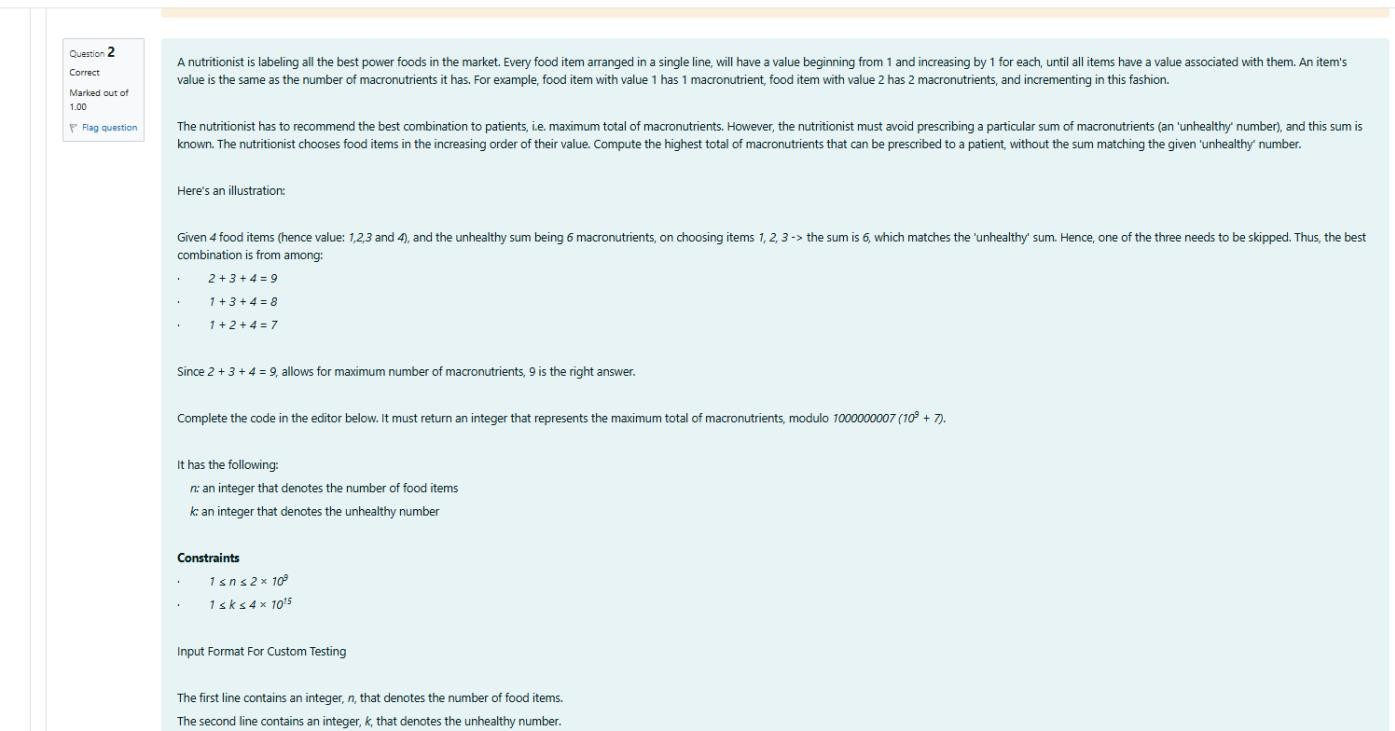 Question 2
Correct
Marked out of
1.00
Flag question
A nutritionist is labeling all the best power foods in the market. Every food item arranged in a single line, will have a value beginning from 1 and increasing by 1 for each, until all items have a value associated with them. An item's
value is the same as the number of macronutrients it has. For example, food item with value 1 has 1 macronutrient, food item with value 2 has 2 macronutrients, and incrementing in this fashion.
The nutritionist has to recommend the best combination to patients, i.e. maximum total of macronutrients. However, the nutritionist must avoid prescribing a particular sum of macronutrients (an 'unhealthy' number), and this sum is
known. The nutritionist chooses food items in the increasing order of their value. Compute the highest total of macronutrients that can be prescribed to a patient, without the sum matching the given 'unhealthy' number.
Here's an illustration:
Given 4 food items (hence value: 1,2,3 and 4), and the unhealthy sum being 6 macronutrients, on choosing items 1, 2, 3 -> the sum is 6, which matches the 'unhealthy' sum. Hence, one of the three needs to be skipped. Thus, the best
combination is from among:
· 2 + 3 + 4 = 9
· 1 + 3 + 4 = 8
· 1 + 2 + 4 = 7
Since 2 + 3 + 4 = 9, allows for maximum number of macronutrients, 9 is the right answer.
Complete the code in the editor below. It must return an integer that represents the maximum total of macronutrients, modulo 1000000007 (10⁹ + 7).
It has the following:
n: an integer that denotes the number of food items
k: an integer that denotes the unhealthy number
Constraints
· 1 ≤ n ≤ 2 × 10⁹
· 1 ≤ k ≤ 4 × 10¹⁵
Input Format For Custom Testing
The first line contains an integer, n, that denotes the number of food items.
The second line contains an integer, k, that denotes the unhealthy number.